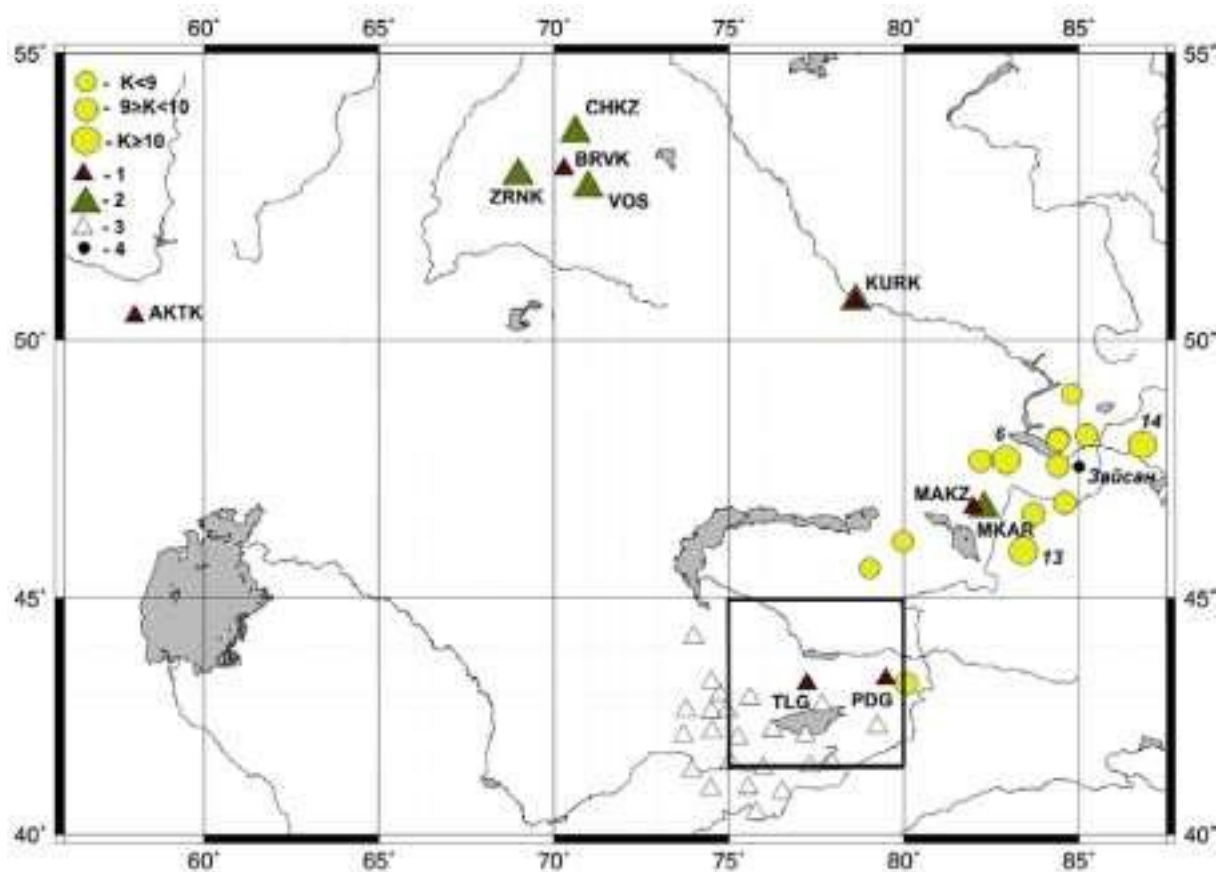 60° 65° 70° 75° 80° 85°
55° 55°
- K<9
- 9≥K<10
- K≥10
- 1
- 2
- 3
- 4
CHKZ
BRVK
ZRNK
VOS
KURK
AKTK
50° 50°
6
14
Зайсан
MAKZ
MKAR
13
45° 45°
TLG
PDG
40° 40°
60° 65° 70° 75° 80° 85°